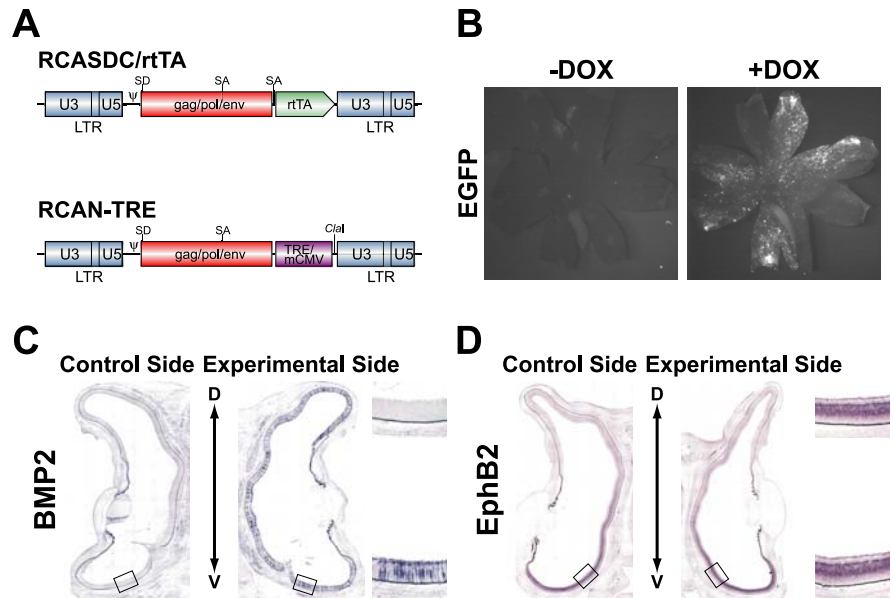 A
RCASDC/rtTA
SD SA SA
Ψ
U3 U5 gag/pol/env rtTA U3 U5
LTR LTR
RCAN-TRE
SD SA ClaI
Ψ
U3 U5 gag/pol/env TRE/mCMV U3 U5
LTR LTR
B
-DOX +DOX
EGFP
C
Control Side Experimental Side
BMP2
D
V
D
Control Side Experimental Side
EphB2
D
V